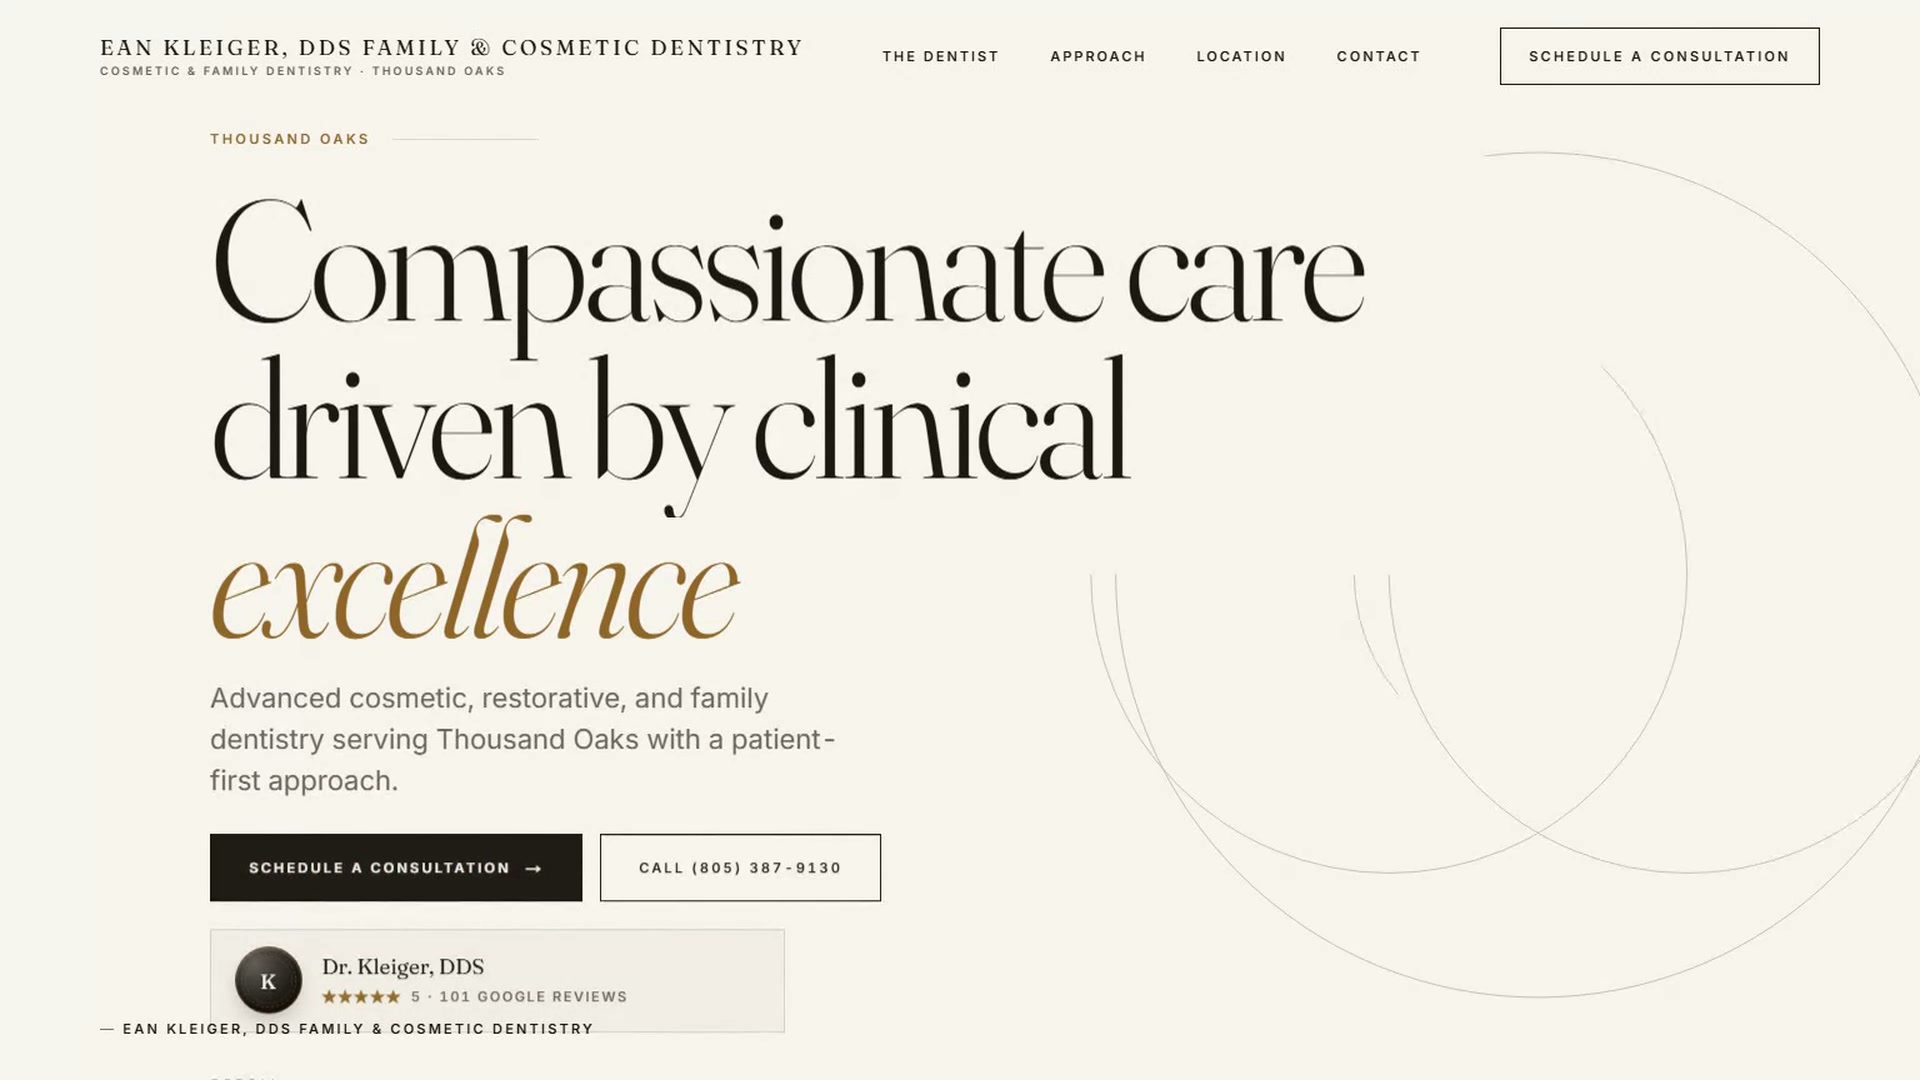 EAN KLEIGER, DDS FAMILY & COSMETIC DENTISTRY
COSMETIC & FAMILY DENTISTRY · THOUSAND OAKS
THE DENTIST
APPROACH
LOCATION
CONTACT
SCHEDULE A CONSULTATION
THOUSAND OAKS
Compassionate care
driven by clinical
excellence
Advanced cosmetic, restorative, and family
dentistry serving Thousand Oaks with a patient-
first approach.
SCHEDULE A CONSULTATION →
CALL (805) 387-9130
K
Dr. Kleiger, DDS
★★★★★ 5 · 101 GOOGLE REVIEWS
— EAN KLEIGER, DDS FAMILY & COSMETIC DENTISTRY